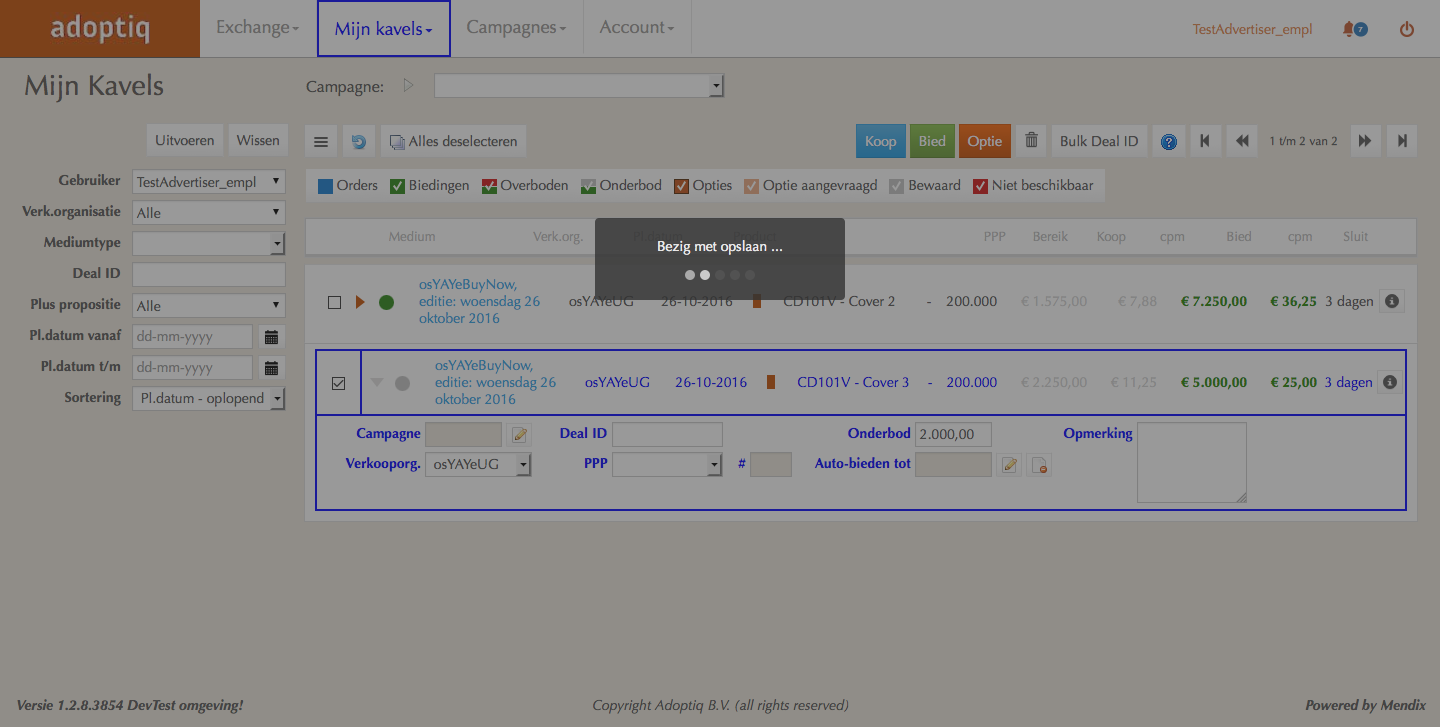 adoptiq
Exchange
Mijn kavels
Campagnes
Account
TestAdvertiser_empl
7
Mijn Kavels
Campagne:
Uitvoeren
Wissen
Alles deselecteren
Koop
Bied
Optie
Bulk Deal ID
?
1 t/m 2 van 2
Gebruiker
TestAdvertiser_empl
Verk.organisatie
Alle
Mediumtype
Deal ID
Plus propositie
Alle
Pl.datum vanaf
dd-mm-yyyy
Pl.datum t/m
dd-mm-yyyy
Sortering
Pl.datum - oplopend
Orders
Biedingen
Overboden
Onderbod
Opties
Optie aangevraagd
Bewaard
Niet beschikbaar
Medium Verk.org. Pl.datum Product PPP Bereik Koop cpm Bied cpm Sluit
Bezig met opslaan ...
osYAYeBuyNow,
editie: woensdag 26
oktober 2016
osYAYeUG 26-10-2016 CD101V - Cover 2 - 200.000 € 1.575,00 € 7,88 € 7.250,00 € 36,25 3 dagen
osYAYeBuyNow,
editie: woensdag 26
oktober 2016
osYAYeUG 26-10-2016 CD101V - Cover 3 - 200.000 € 2.250,00 € 11,25 € 5.000,00 € 25,00 3 dagen
Campagne
Deal ID
Onderbod 2.000,00
Opmerking
Verkooporg. osYAYeUG
PPP
#
Auto-bieden tot
Versie 1.2.8.3854 DevTest omgeving!
Copyright Adoptiq B.V. (all rights reserved)
Powered by Mendix